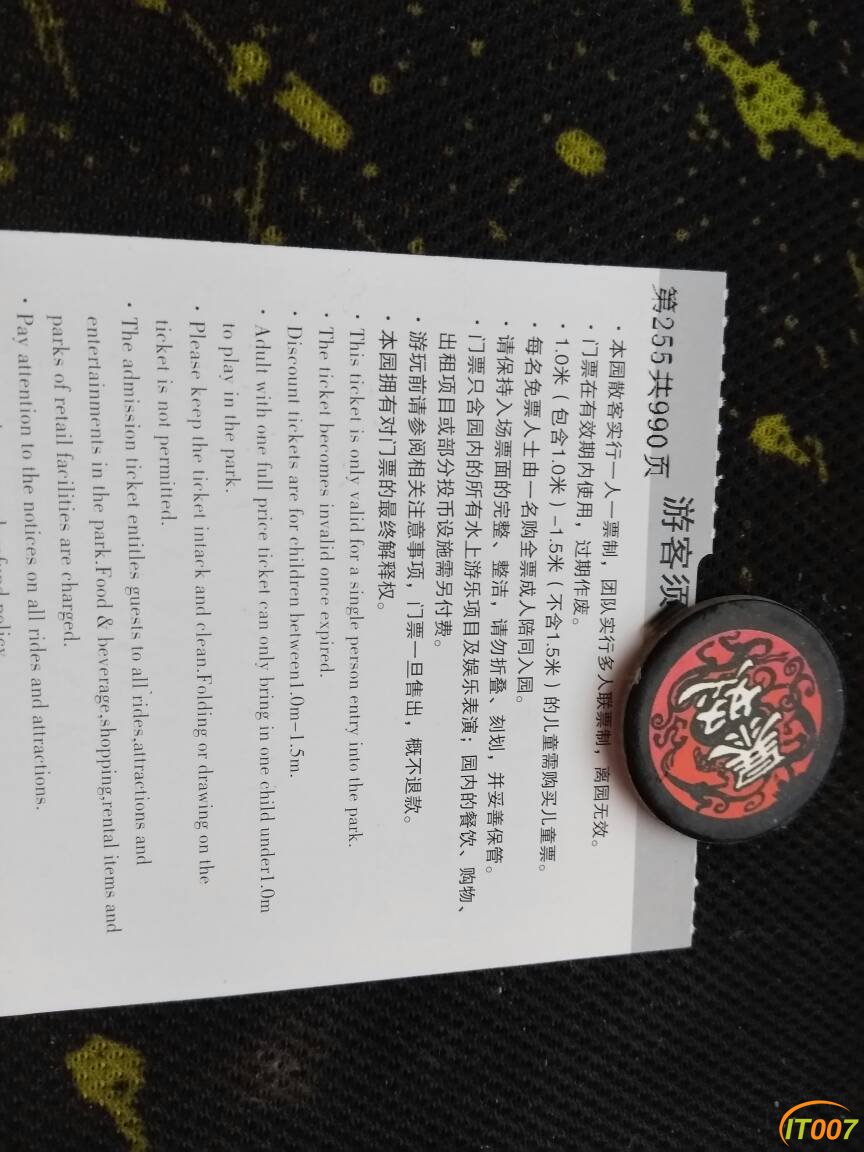 第255共990页
游客须
· 本园散客实行一人一票制，团队实行多人联票制，离园无效。
· 门票在有效期内使用，过期作废。
· 1.0米（包含1.0米）-1.5米（不含1.5米）的儿童需购买儿童票。
· 每名免票人士由一名购全票成人陪同入园。
· 请保持入场票面的完整、整洁，请勿折叠、刻划，并妥善保管。
· 门票只含园内的所有水上游乐项目及娱乐表演；园内的餐饮、购物、
出租项目或部分投币设施需另付费。
· 游玩前请参阅相关注意事项，门票一旦售出，概不退款。
· 本园拥有对门票的最终解释权。
· This ticket is only valid for a single person entry into the park.
· The ticket becomes invalid once expired.
· Discount tickets are for children between1.0m-1.5m.
· Adult with one full price ticket can only bring in one child under1.0m
to play in the park.
· Please keep the ticket intack and clean.Folding or drawing on the
ticket is not permitted.
· The admission ticket entitles guests to all rides,attractions and
entertainments in the park.Food & beverage,shopping,rental items and
parks of retail facilities are charged.
· Pay attention to the notices on all rides and attractions.
policy
IT007